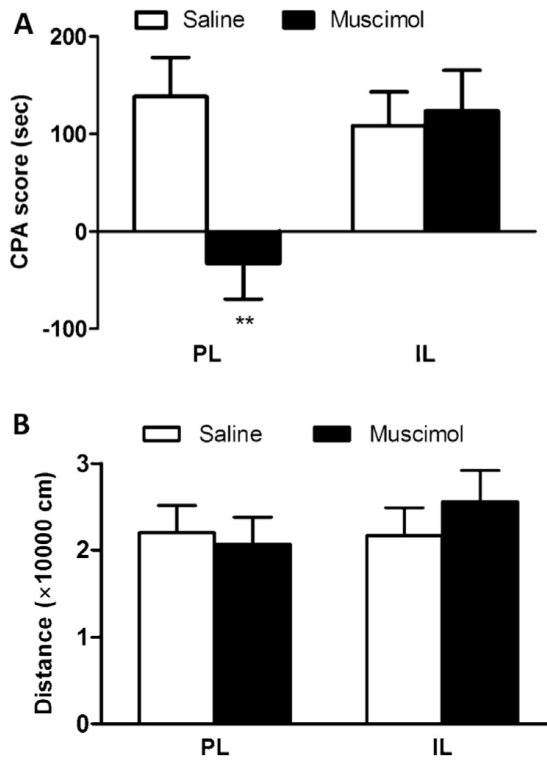 A
Saline
Muscimol
CPA score (sec)
200
100
0
-100
**
PL
IL
B
Saline
Muscimol
Distance (×10000 cm)
3
2
1
0
PL
IL